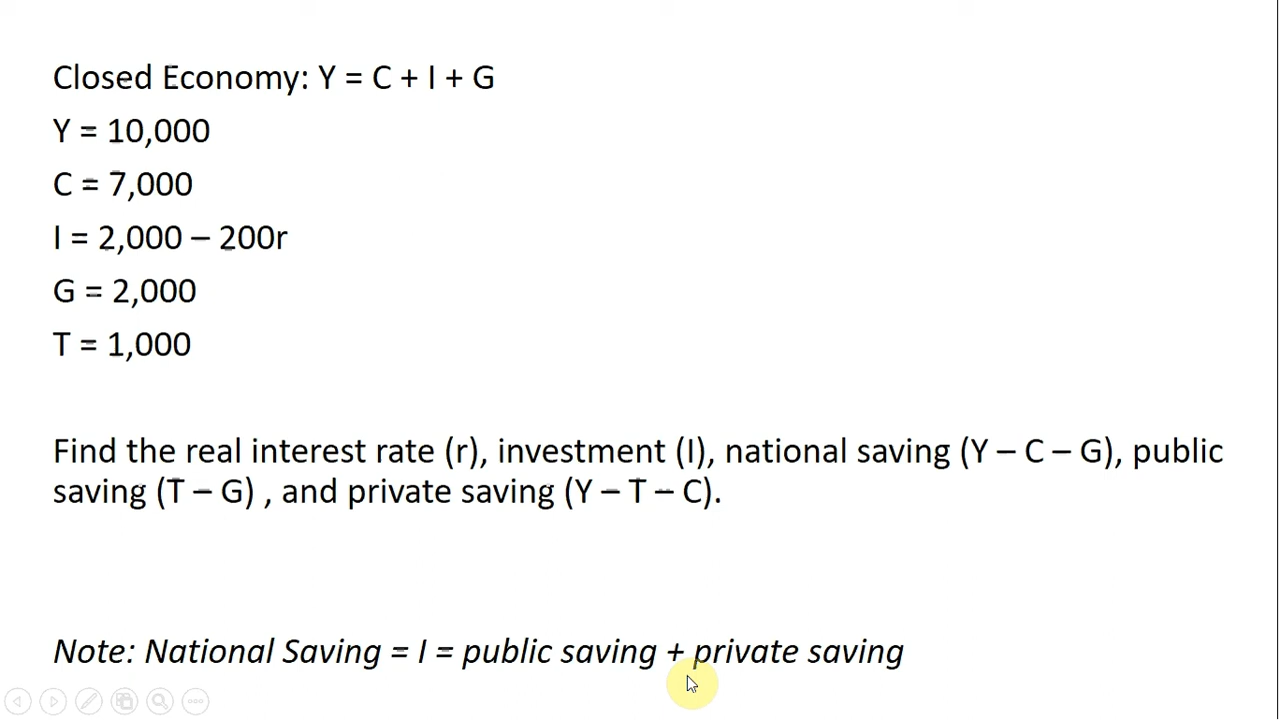 Closed Economy: Y = C + I + G
Y = 10,000
C = 7,000
I = 2,000 – 200r
G = 2,000
T = 1,000
Find the real interest rate (r), investment (I), national saving (Y – C – G), public
saving (T – G) , and private saving (Y – T – C).
Note: National Saving = I = public saving + private saving